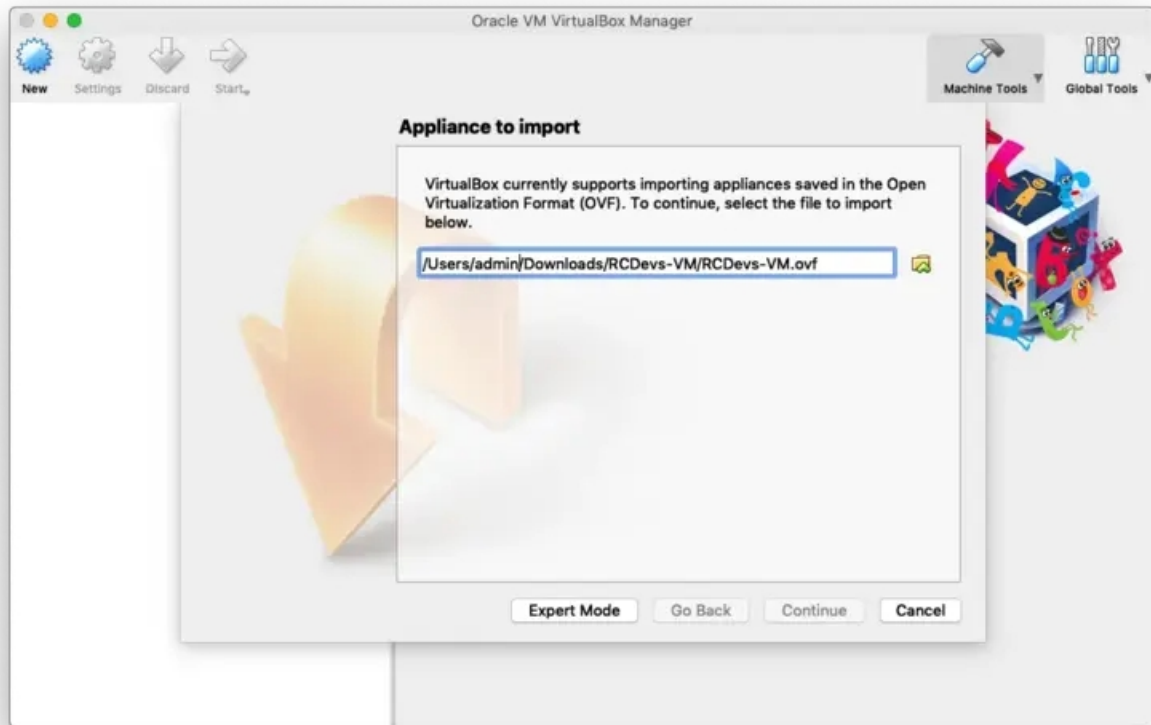 Oracle VM VirtualBox Manager
New
Settings
Discard
Start
Machine Tools
Global Tools
Appliance to import
VirtualBox currently supports importing appliances saved in the Open
Virtualization Format (OVF). To continue, select the file to import
below.
/Users/admin/Downloads/RCDevs-VM/RCDevs-VM.ovf
Expert Mode
Go Back
Continue
Cancel